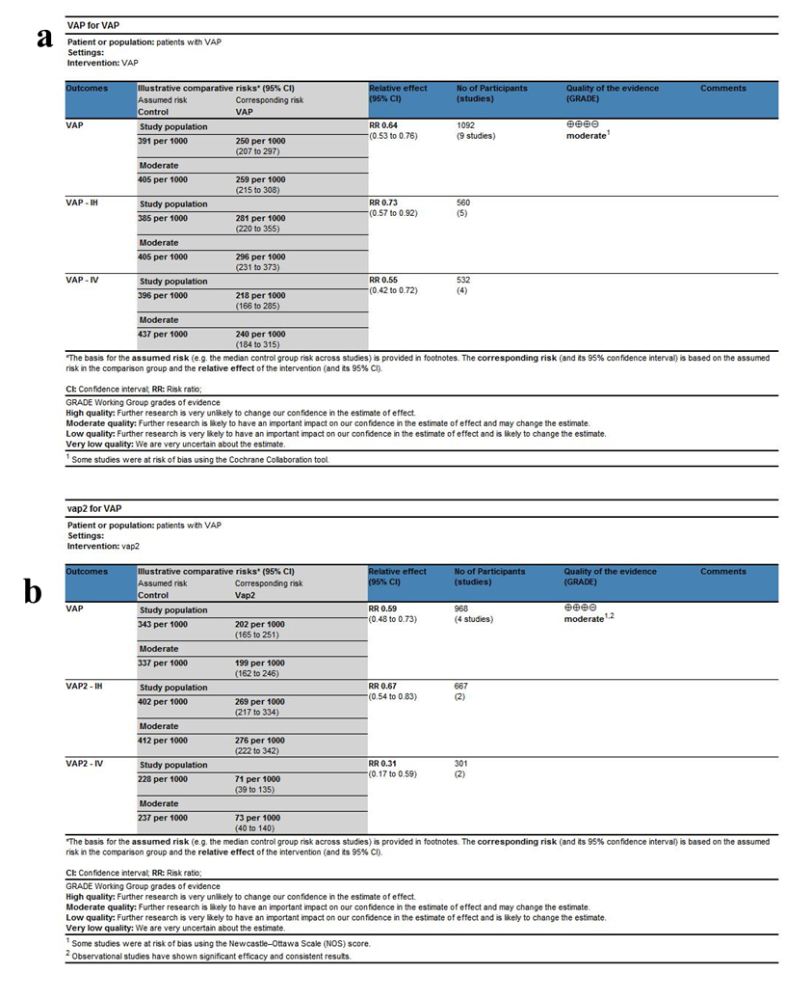 a
VAP for VAP
Patient or population: patients with VAP
Settings:
Intervention: VAP
Outcomes Illustrative comparative risks* (95% CI) Relative effect No of Participants Quality of the evidence Comments
Assumed risk Corresponding risk (95% CI) (studies) (GRADE)
Control VAP
VAP Study population RR 0.64 1092 ⊕⊕⊕⊝
391 per 1000 250 per 1000 (0.53 to 0.76) (9 studies) moderate1
(207 to 297)
Moderate
405 per 1000 259 per 1000
(215 to 308)
VAP - IH Study population RR 0.73 560
385 per 1000 281 per 1000 (0.57 to 0.92) (5)
(220 to 355)
Moderate
405 per 1000 296 per 1000
(231 to 373)
VAP - IV Study population RR 0.55 532
396 per 1000 218 per 1000 (0.42 to 0.72) (4)
(166 to 285)
Moderate
437 per 1000 240 per 1000
(184 to 315)
*The basis for the assumed risk (e.g. the median control group risk across studies) is provided in footnotes. The corresponding risk (and its 95% confidence interval) is based on the assumed
risk in the comparison group and the relative effect of the intervention (and its 95% CI).
CI: Confidence interval; RR: Risk ratio;
GRADE Working Group grades of evidence
High quality: Further research is very unlikely to change our confidence in the estimate of effect.
Moderate quality: Further research is likely to have an important impact on our confidence in the estimate of effect and may change the estimate.
Low quality: Further research is very likely to have an important impact on our confidence in the estimate of effect and is likely to change the estimate.
Very low quality: We are very uncertain about the estimate.
1 Some studies were at risk of bias using the Cochrane Collaboration tool.
b
vap2 for VAP
Patient or population: patients with VAP
Settings:
Intervention: vap2
Outcomes Illustrative comparative risks* (95% CI) Relative effect No of Participants Quality of the evidence Comments
Assumed risk Corresponding risk (95% CI) (studies) (GRADE)
Control Vap2
VAP Study population RR 0.59 968 ⊕⊕⊕⊝
343 per 1000 202 per 1000 (0.48 to 0.73) (4 studies) moderate1,2
(165 to 251)
Moderate
337 per 1000 199 per 1000
(162 to 246)
VAP2 - IH Study population RR 0.67 667
402 per 1000 269 per 1000 (0.54 to 0.83) (2)
(217 to 334)
Moderate
412 per 1000 276 per 1000
(222 to 342)
VAP2 - IV Study population RR 0.31 301
228 per 1000 71 per 1000 (0.17 to 0.59) (2)
(39 to 135)
Moderate
237 per 1000 73 per 1000
(40 to 140)
*The basis for the assumed risk (e.g. the median control group risk across studies) is provided in footnotes. The corresponding risk (and its 95% confidence interval) is based on the assumed
risk in the comparison group and the relative effect of the intervention (and its 95% CI).
CI: Confidence interval; RR: Risk ratio;
GRADE Working Group grades of evidence
High quality: Further research is very unlikely to change our confidence in the estimate of effect.
Moderate quality: Further research is likely to have an important impact on our confidence in the estimate of effect and may change the estimate.
Low quality: Further research is very likely to have an important impact on our confidence in the estimate of effect and is likely to change the estimate.
Very low quality: We are very uncertain about the estimate.
1 Some studies were at risk of bias using the Newcastle–Ottawa Scale (NOS) score.
2 Observational studies have shown significant efficacy and consistent results.